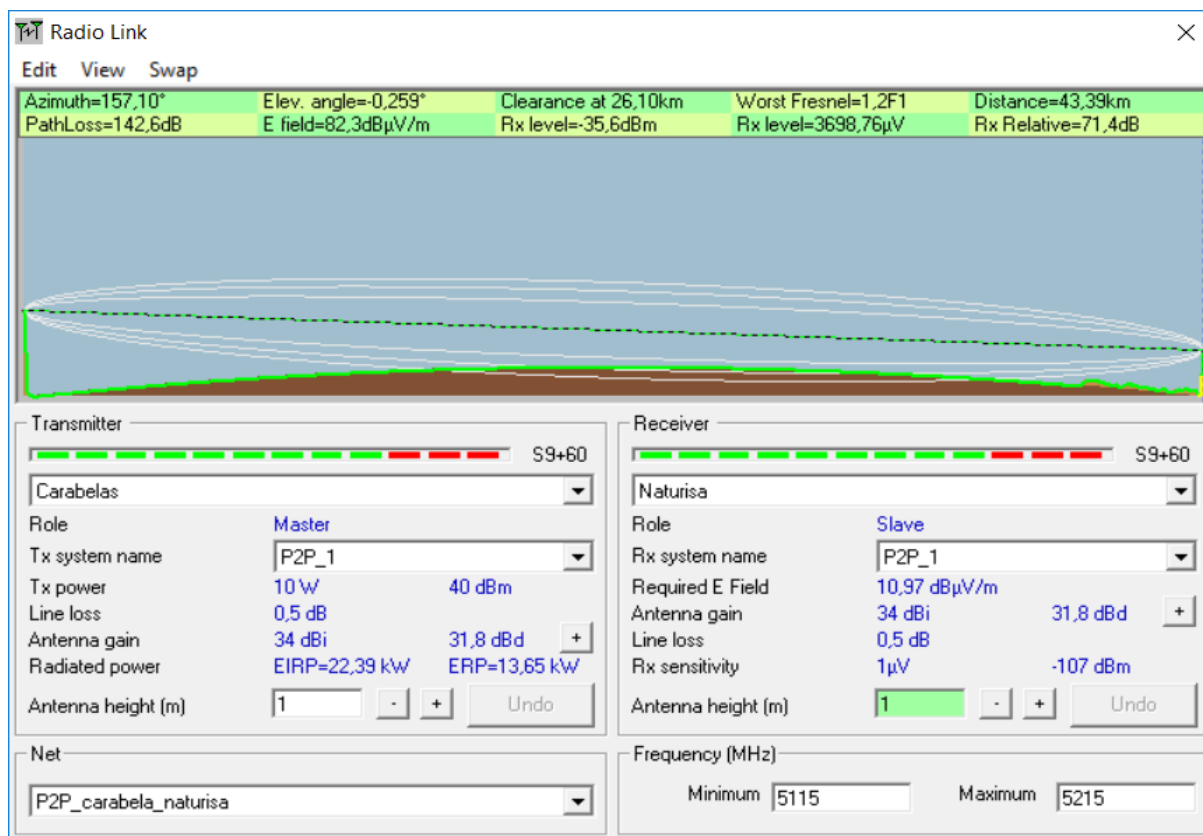 Radio Link
Edit View Swap
Azimuth=157,10° Elev. angle=-0,259° Clearance at 26,10km Worst Fresnel=1,2F1 Distance=43,39km
PathLoss=142,6dB E field=82,3dBµV/m Rx level=-35,6dBm Rx level=3698,76µV Rx Relative=71,4dB
Transmitter
S9+60
Carabelas
Role Master
Tx system name P2P_1
Tx power 10 W 40 dBm
Line loss 0,5 dB
Antenna gain 34 dBi 31,8 dBd +
Radiated power EIRP=22,39 kW ERP=13,65 kW
Antenna height (m) 1 - + Undo
Receiver
S9+60
Naturisa
Role Slave
Rx system name P2P_1
Required E Field 10,97 dBµV/m
Antenna gain 34 dBi 31,8 dBd +
Line loss 0,5 dB
Rx sensitivity 1µV -107 dBm
Antenna height (m) 1 - + Undo
Net
P2P_carabela_naturisa
Frequency (MHz)
Minimum 5115 Maximum 5215